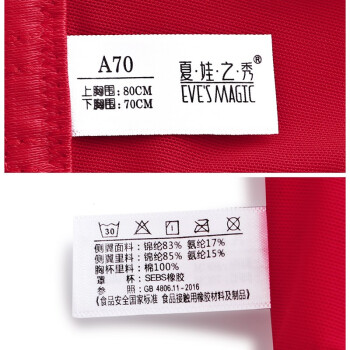 A70
上胸围：80CM
下胸围：70CM
夏·娃·之·秀®
EVE'S MAGIC
30
侧翼面料：锦纶83% 氨纶17%
侧翼里料：锦纶85% 氨纶15%
胸杯里料：棉100%
罩 杯：SEBS橡胶
参 照：GB 4806.11-2016
《食品安全国家标准 食品接触用橡胶材料及制品》